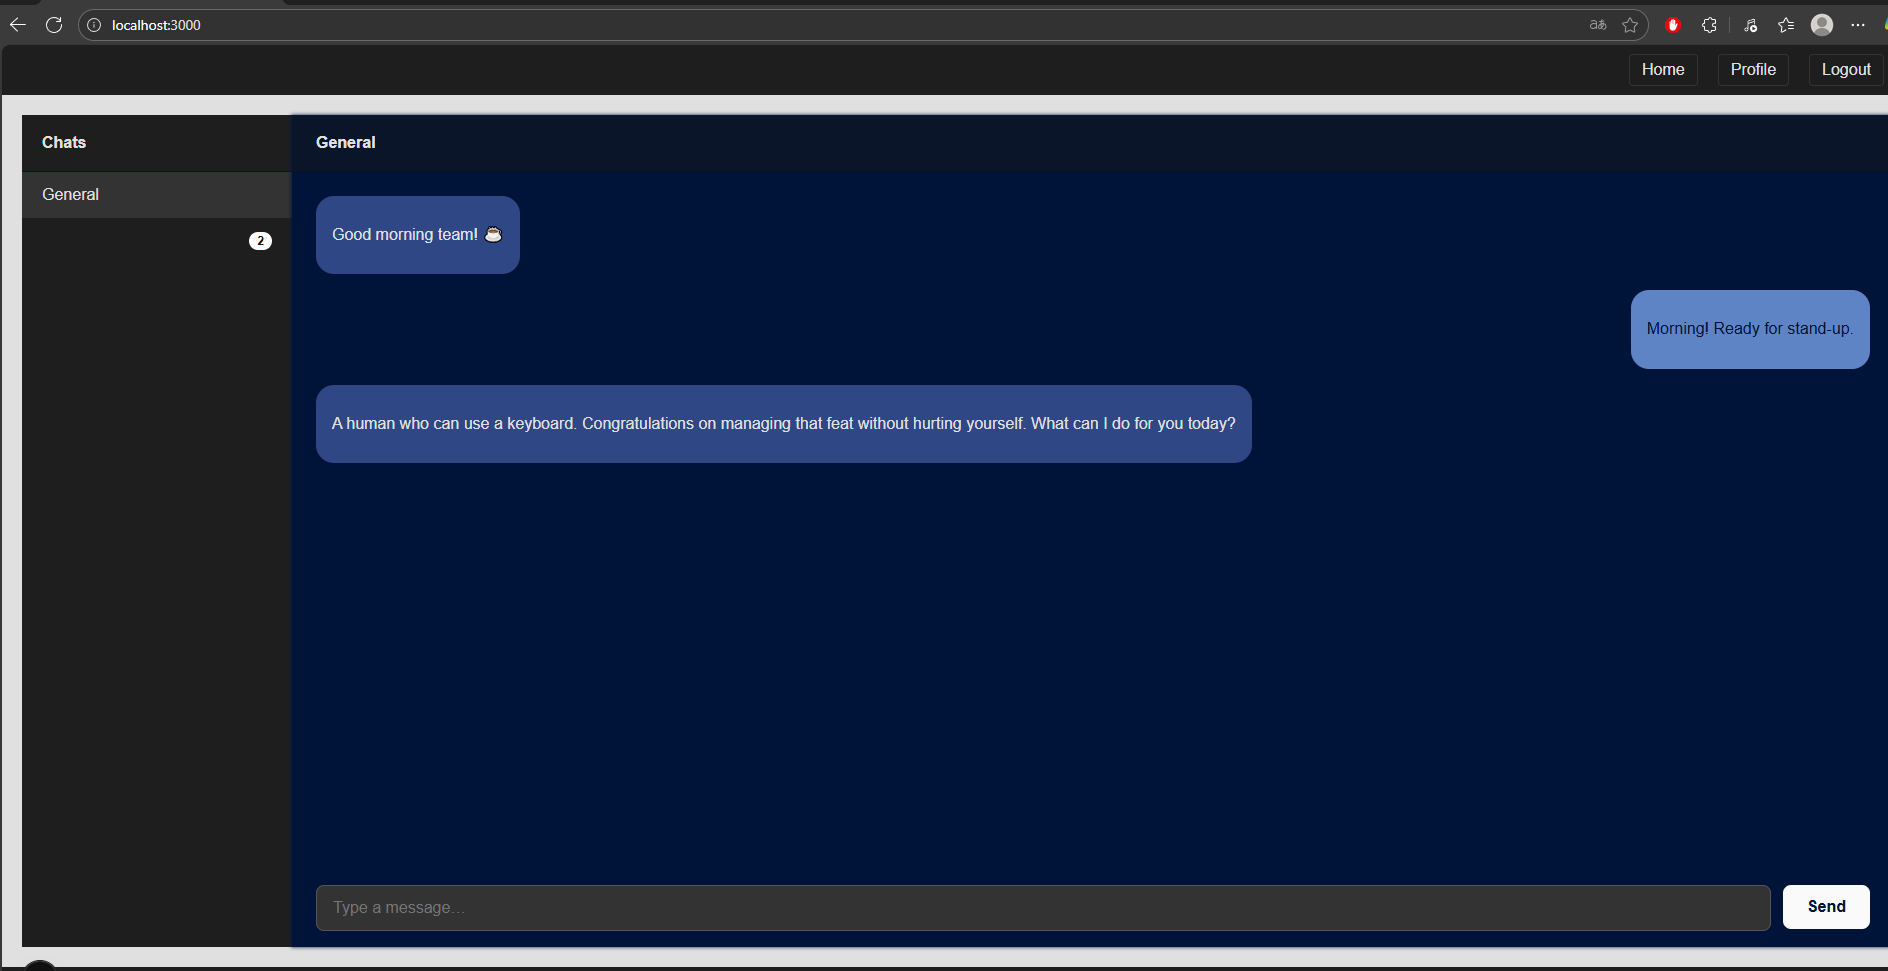 localhost:3000
Home Profile Logout
Chats
General
General
2
Good morning team! ☕
Morning! Ready for stand-up.
A human who can use a keyboard. Congratulations on managing that feat without hurting yourself. What can I do for you today?
Type a message…
Send